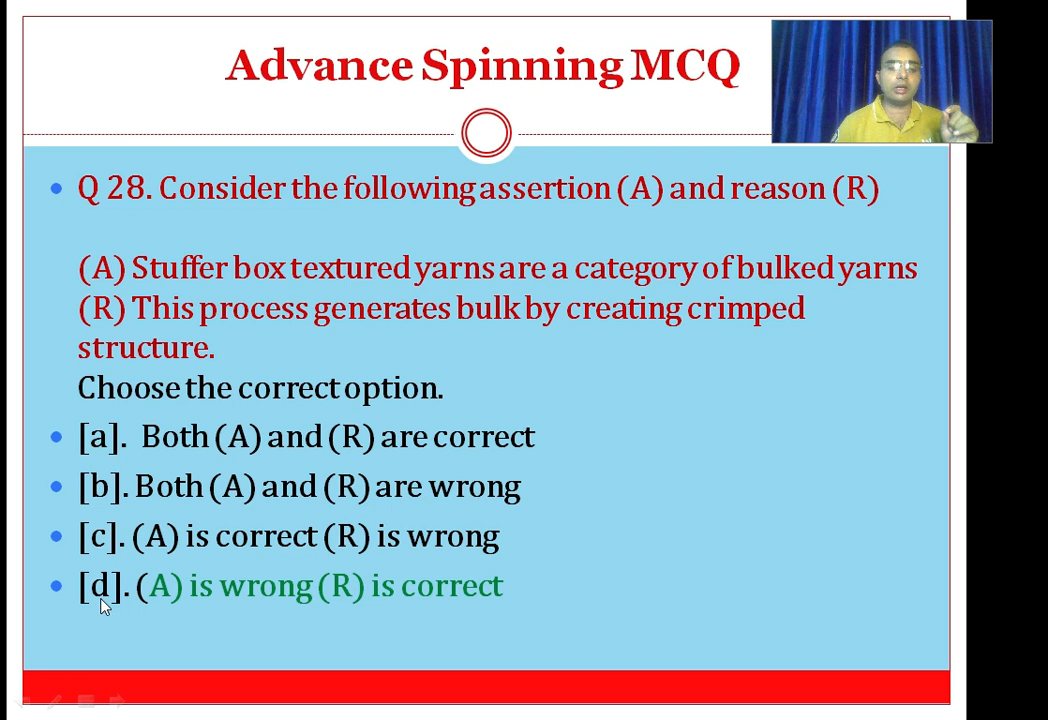 Advance Spinning MCQ
Q 28. Consider the following assertion (A) and reason (R)
(A) Stuffer box textured yarns are a category of bulked yarns
(R) This process generates bulk by creating crimped
structure.
Choose the correct option.
[a]. Both (A) and (R) are correct
[b]. Both (A) and (R) are wrong
[c]. (A) is correct (R) is wrong
[d]. (A) is wrong (R) is correct